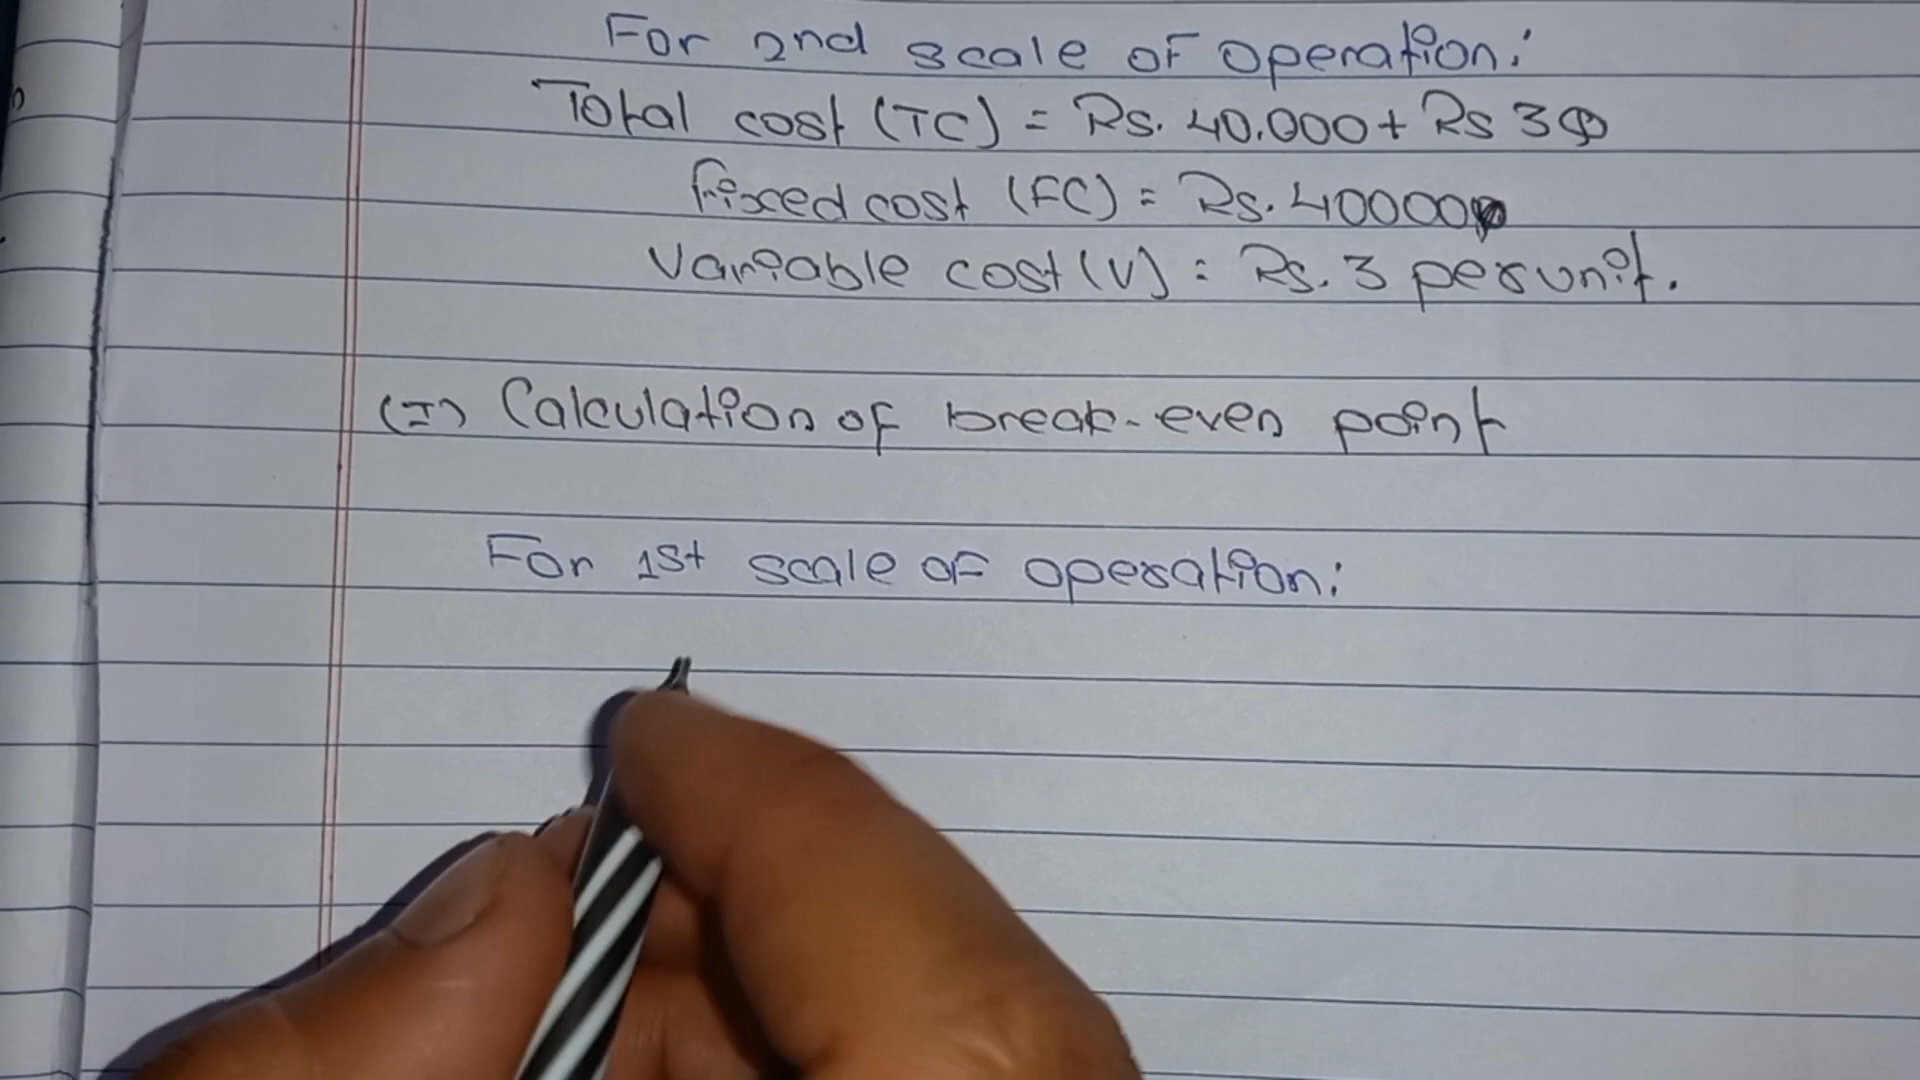 For 2nd scale of operation:
Total cost (TC) = Rs. 40.000 + Rs 3Q
Fixed cost (FC) = Rs. 40000
Variable cost (V) = Rs. 3 per unit.
(I) Calculation of break-even point
For 1st scale of operation: